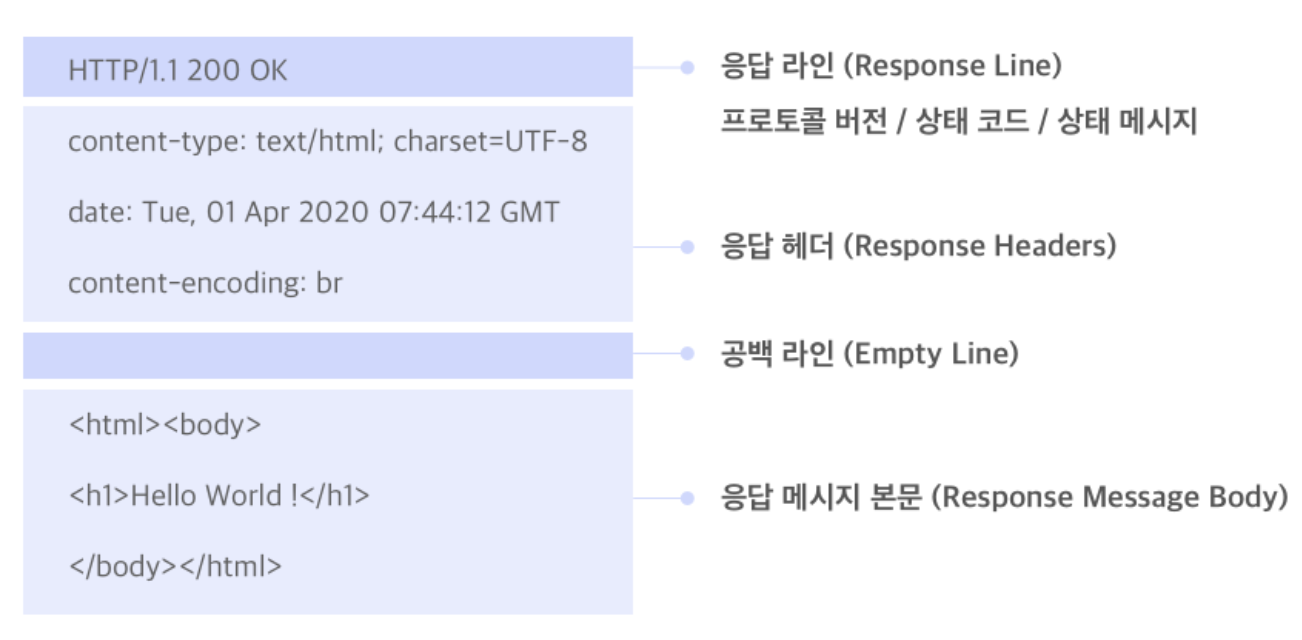 HTTP/1.1 200 OK
응답 라인 (Response Line)
프로토콜 버전 / 상태 코드 / 상태 메시지
content-type: text/html; charset=UTF-8
date: Tue, 01 Apr 2020 07:44:12 GMT
content-encoding: br
응답 헤더 (Response Headers)
공백 라인 (Empty Line)
<html><body>
<h1>Hello World !</h1>
</body></html>
응답 메시지 본문 (Response Message Body)